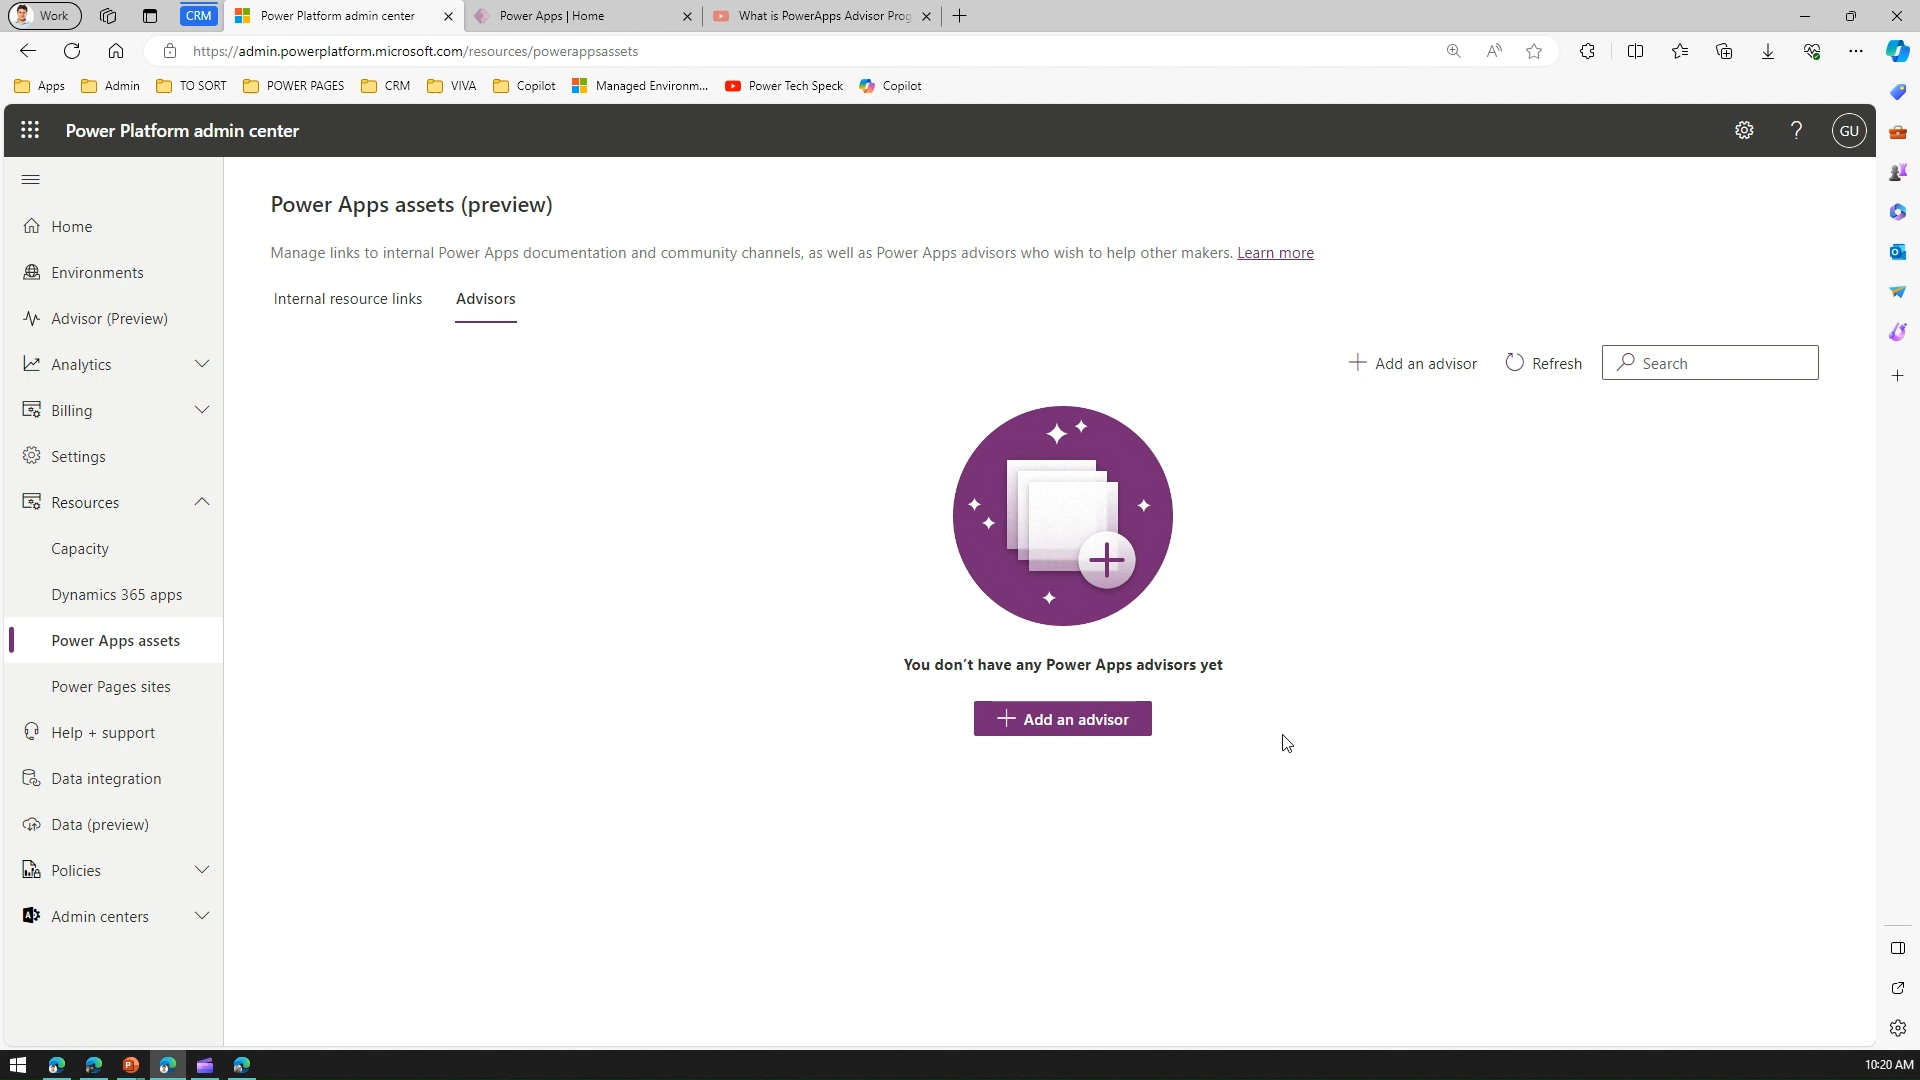 Work
CRM
Power Platform admin center
Power Apps | Home
What is PowerApps Advisor Prog
https://admin.powerplatform.microsoft.com/resources/powerappsassets
Apps
Admin
TO SORT
POWER PAGES
CRM
VIVA
Copilot
Managed Environm...
Power Tech Speck
Copilot
Power Platform admin center
?
GU
Home
Environments
Advisor (Preview)
Analytics
Billing
Settings
Resources
Capacity
Dynamics 365 apps
Power Apps assets
Power Pages sites
Help + support
Data integration
Data (preview)
Policies
Admin centers
Power Apps assets (preview)
Manage links to internal Power Apps documentation and community channels, as well as Power Apps advisors who wish to help other makers. Learn more
Internal resource links
Advisors
Add an advisor
Refresh
Search
You don't have any Power Apps advisors yet
Add an advisor
10:20 AM